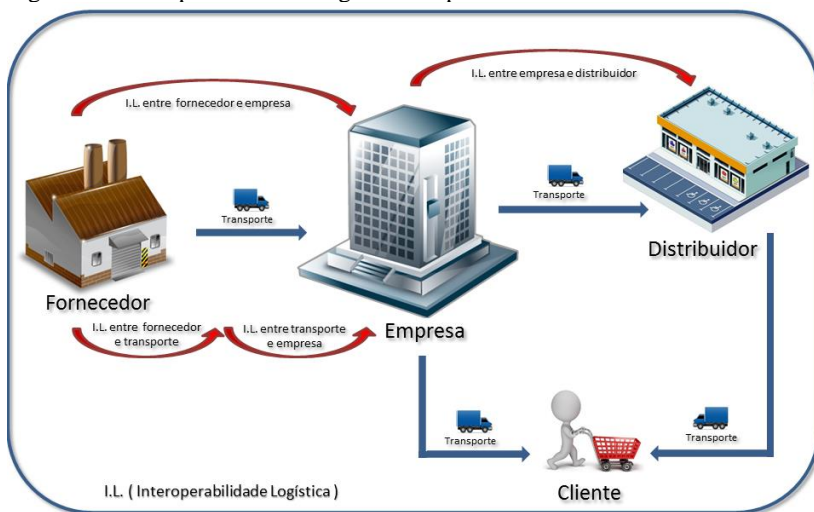 I.L. entre fornecedor e empresa
I.L. entre empresa e distribuidor
Transporte
Transporte
Fornecedor
Empresa
Distribuidor
I.L. entre fornecedor
e transporte
I.L. entre transporte
e empresa
Transporte
Transporte
Cliente
I.L. ( Interoperabilidade Logística )